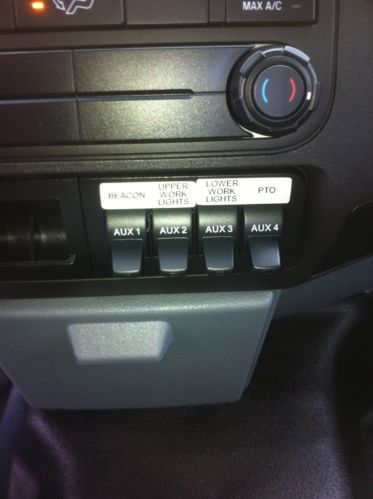 MAX A/C
BEACON
UPPER
WORK
LIGHTS
LOWER
WORK
LIGHTS
PTO
AUX 1
AUX 2
AUX 3
AUX 4